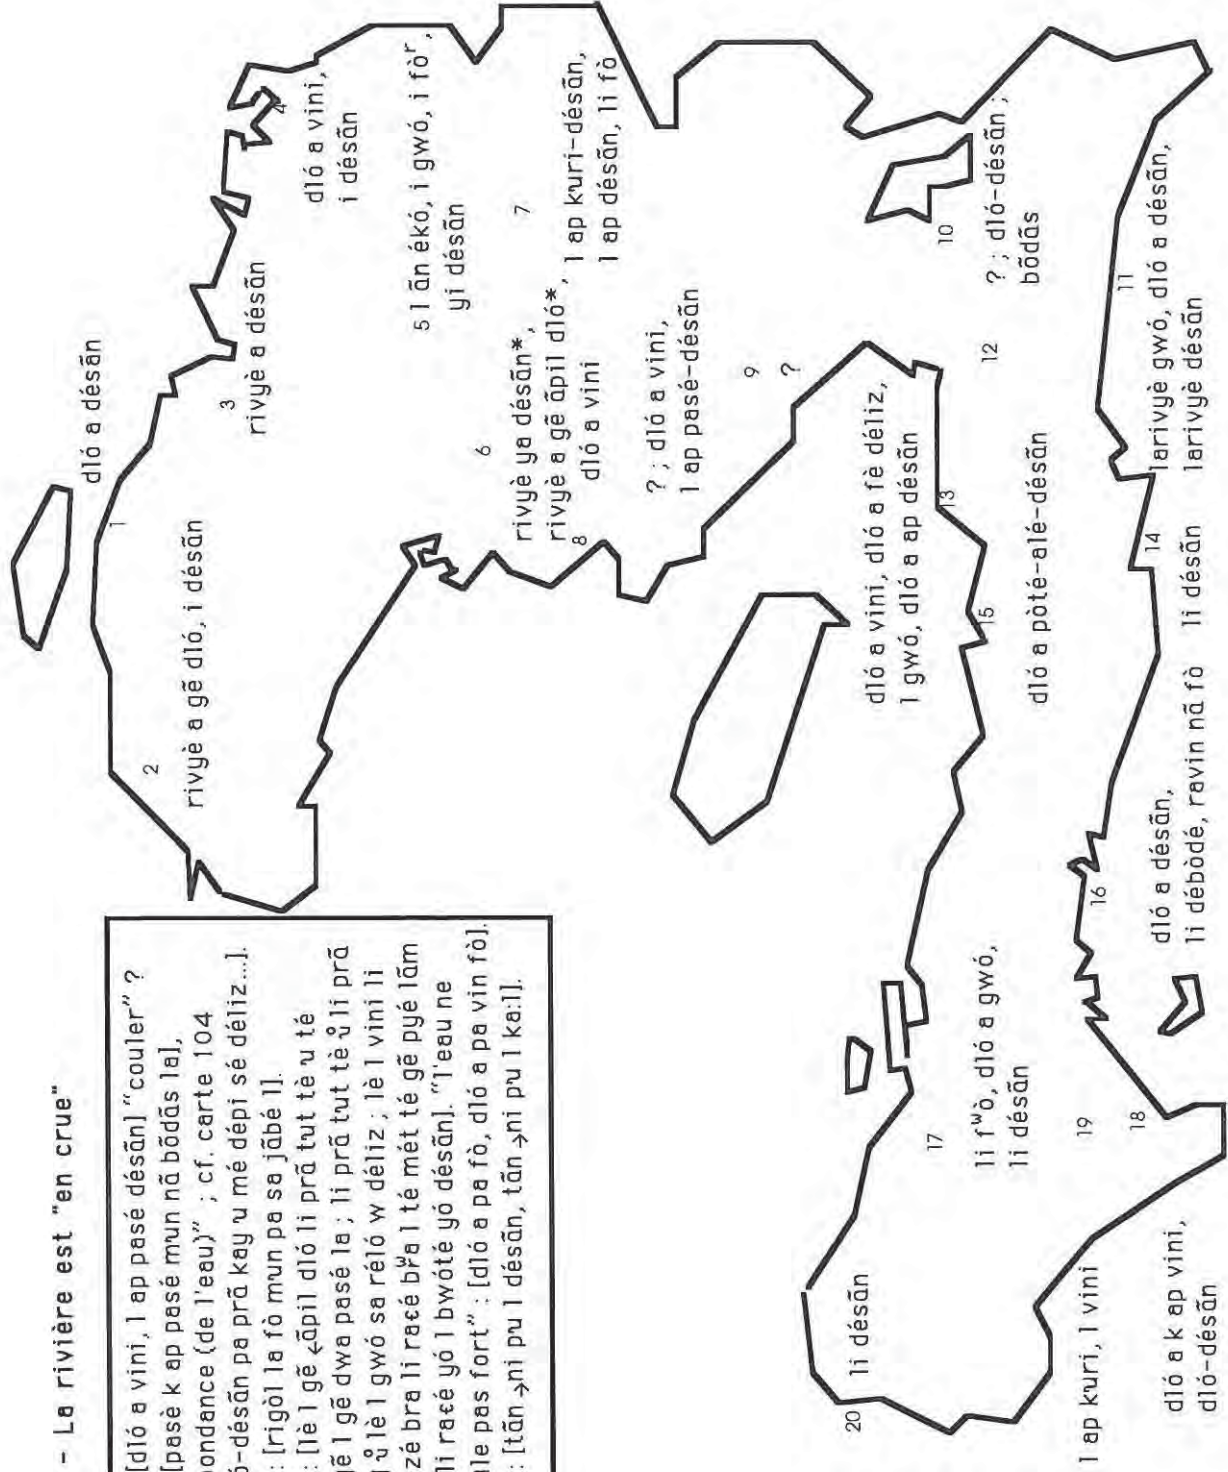 - La rivière est "en crue"
[dló a vini, l ap pasé désãn] "couler" ?
[pasè k ap pasé mun nã bõdãs la],
ondance (de l'eau)" ; cf. carte 104
ó-désãn pa prã kay u mé dépi sé déliz...].
: [rigòl la fò mun pa sa jãbé l].
: [lè l gẽ ãpil dló li prã tut tè u té
l gẽ dwa pasé la ; li prã tut tè ů li prã
ů lè l gwó sa réló w déliz ; lè l vini li
zé bra li racé bʷa l té mét té gẽ pyé lãm
li racé yó l bwóté yó désãn]. "l'eau ne
le pas fort" : [dló a pa fò, dló a pa vin fò].
: [tãn →ni pu l désãn, tãn →ni pu l ka:l].
dló a désãn
1
2
rivyè a gẽ dló, i désãn
3
rivyè a désãn
4
dló a vini,
i désãn
5 l ãn ékó, i gwó, i fòʳ,
yi désãn
6
rivyè ya désãn*,
rivyè a gẽ ãpil dló*,
dló a vini
7
l ap kuri-désãn,
l ap désãn, li fò
8
? ; dló a vini,
l ap pasé-désãn
9
?
10
? ; dló-désãn ;
bõdãs
11
larivyè gwó, dló a désãn,
larivyè désãn
12
dló a pòté-alé-désãn
13
dló a vini, dló a fè déliz,
l gwó, dló a ap désãn
14
li désãn
15
16
dló a désãn,
li débòdé, ravin nã fò
17
li fʷò, dló a gwó,
li désãn
18
dló a k ap vini,
dló-désãn
19
l ap kuri, l vini
20
li désãn